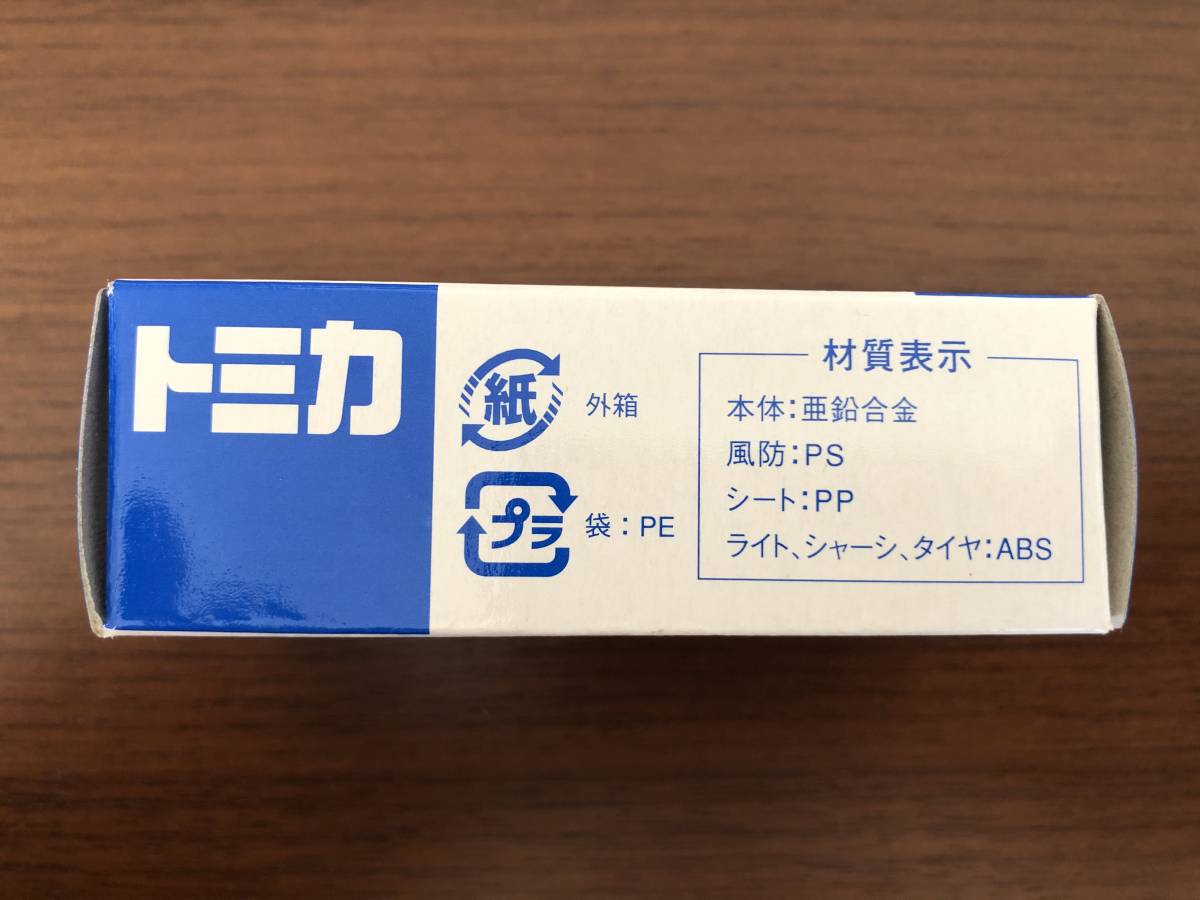 トミカ
紙 外箱
プラ 袋：PE
材質表示
本体：亜鉛合金
風防：PS
シート：PP
ライト、シャーシ、タイヤ：ABS